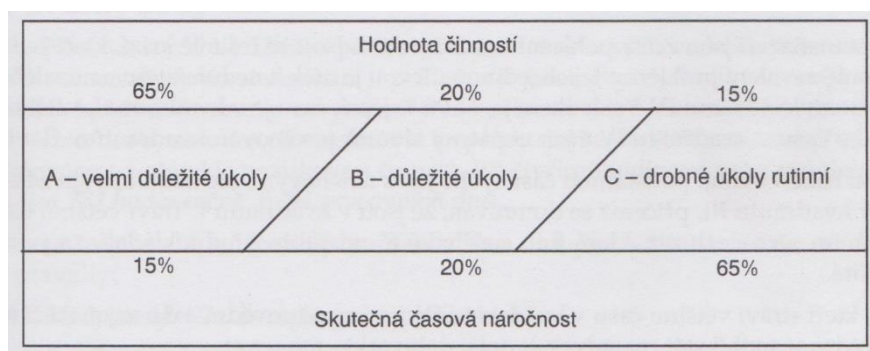 Hodnota činností
65% 20% 15%
A - velmi důležité úkoly B - důležité úkoly C - drobné úkoly rutinní
15% 20% 65%
Skutečná časová náročnost